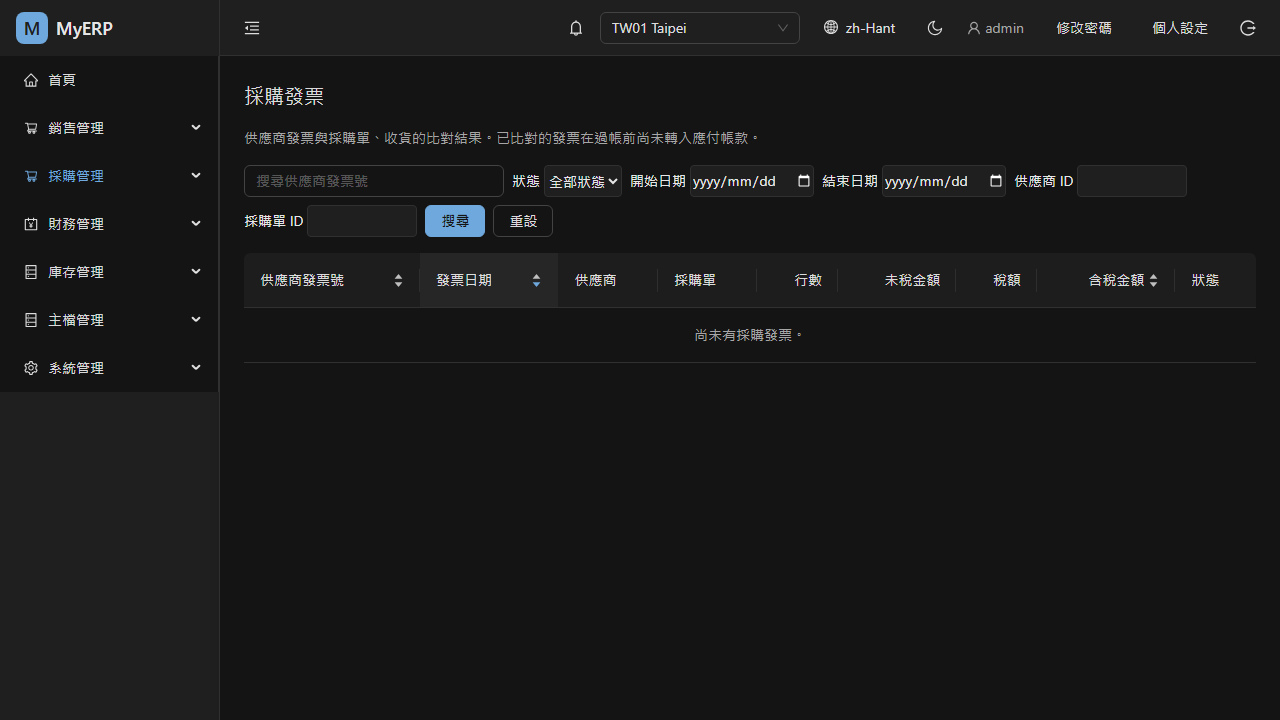 M MyERP
TW01 Taipei
zh-Hant
admin
修改密碼
個人設定
首頁
銷售管理
採購管理
財務管理
庫存管理
主檔管理
系統管理
採購發票
供應商發票與採購單、收貨的比對結果。已比對的發票在過帳前尚未轉入應付帳款。
搜尋供應商發票號 狀態 全部狀態 開始日期 yyyy/mm/dd 結束日期 yyyy/mm/dd 供應商 ID
採購單 ID 搜尋 重設
供應商發票號 發票日期 供應商 採購單 行數 未稅金額 稅額 含稅金額 狀態
尚未有採購發票。